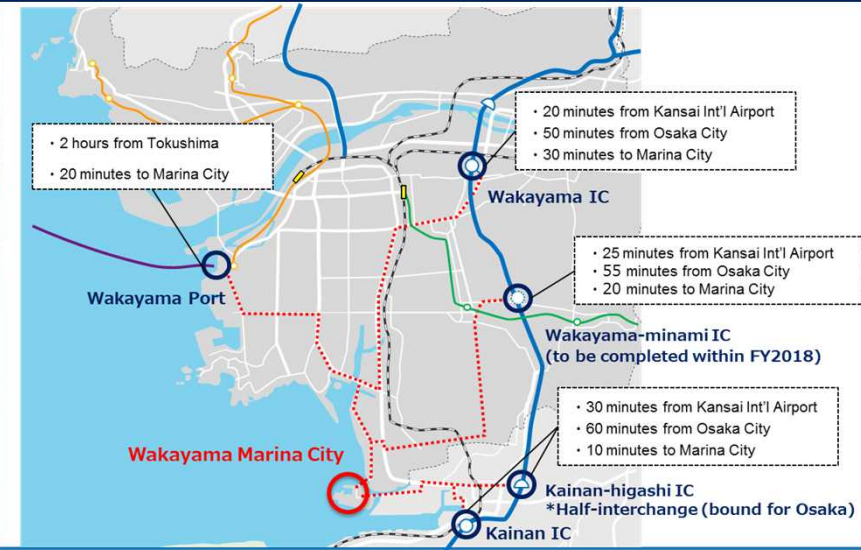 ・2 hours from Tokushima
・20 minutes to Marina City
・20 minutes from Kansai Int'l Airport
・50 minutes from Osaka City
・30 minutes to Marina City
Wakayama IC
Wakayama Port
・25 minutes from Kansai Int'l Airport
・55 minutes from Osaka City
・20 minutes to Marina City
Wakayama-minami IC
(to be completed within FY2018)
・30 minutes from Kansai Int'l Airport
・60 minutes from Osaka City
・10 minutes to Marina City
Wakayama Marina City
Kainan-higashi IC
*Half-interchange (bound for Osaka)
Kainan IC